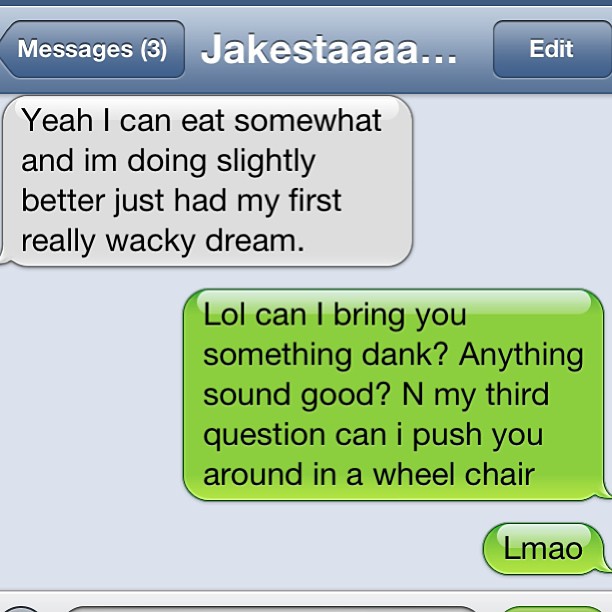 Messages (3)
Jakestaaaa...
Edit
Yeah I can eat somewhat
and im doing slightly
better just had my first
really wacky dream.
Lol can I bring you
something dank? Anything
sound good? N my third
question can i push you
around in a wheel chair
Lmao